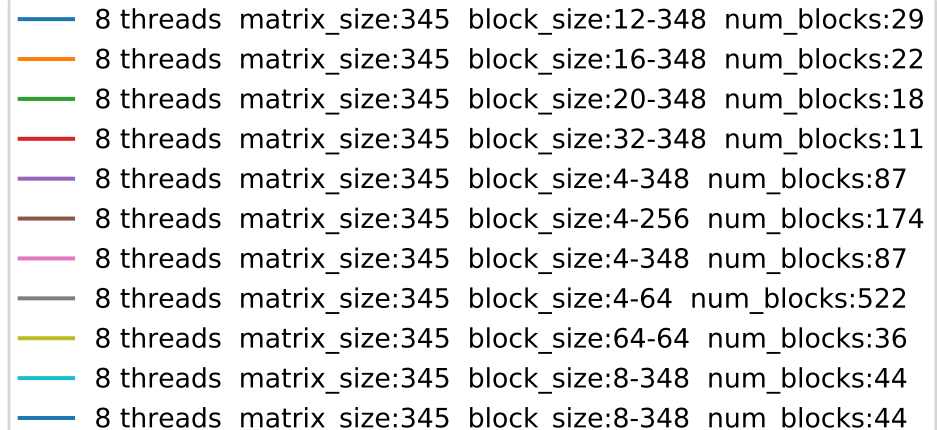 8 threads  matrix_size:345  block_size:12-348  num_blocks:29
8 threads  matrix_size:345  block_size:16-348  num_blocks:22
8 threads  matrix_size:345  block_size:20-348  num_blocks:18
8 threads  matrix_size:345  block_size:32-348  num_blocks:11
8 threads  matrix_size:345  block_size:4-348  num_blocks:87
8 threads  matrix_size:345  block_size:4-256  num_blocks:174
8 threads  matrix_size:345  block_size:4-348  num_blocks:87
8 threads  matrix_size:345  block_size:4-64  num_blocks:522
8 threads  matrix_size:345  block_size:64-64  num_blocks:36
8 threads  matrix_size:345  block_size:8-348  num_blocks:44
8 threads  matrix_size:345  block_size:8-348  num_blocks:44